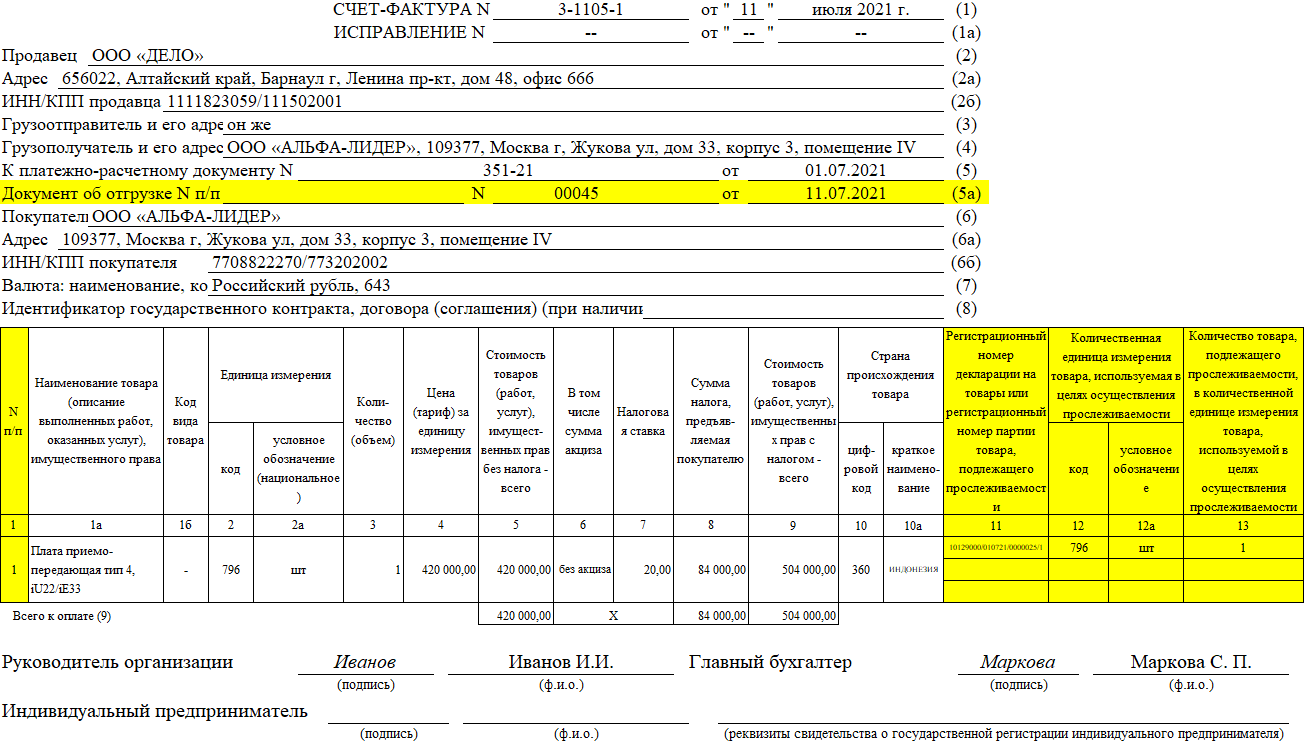 СЧЕТ-ФАКТУРА N 3-1105-1 от " 11 " июля 2021 г. (1)
ИСПРАВЛЕНИЕ N -- от " -- " -- (1а)
Продавец ООО «ДЕЛО» (2)
Адрес 656022, Алтайский край, Барнаул г, Ленина пр-кт, дом 48, офис 666 (2а)
ИНН/КПП продавца 1111823059/111502001 (2б)
Грузоотправитель и его адре он же (3)
Грузополучатель и его адрес ООО «АЛЬФА-ЛИДЕР», 109377, Москва г, Жукова ул, дом 33, корпус 3, помещение IV (4)
К платежно-расчетному документу N 351-21 от 01.07.2021 (5)
Документ об отгрузке N п/п N 00045 от 11.07.2021 (5а)
Покупатель ООО «АЛЬФА-ЛИДЕР» (6)
Адрес 109377, Москва г, Жукова ул, дом 33, корпус 3, помещение IV (6а)
ИНН/КПП покупателя 7708822270/773202002 (6б)
Валюта: наименование, ко Российский рубль, 643 (7)
Идентификатор государственного контракта, договора (соглашения) (при наличии (8)
N
п/п
Наименование товара
(описание
выполненных работ,
оказанных услуг),
имущественного права
Код
вида
товара
Единица измерения
код
условное
обозначение
(национальное
)
Коли-
чество
(объем)
Цена
(тариф) за
единицу
измерения
Стоимость
товаров
(работ,
услуг),
имущест-
венных прав
без налога -
всего
В том
числе
сумма
акциза
Налогова
я ставка
Сумма
налога,
предъяв-
ляемая
покупателю
Стоимость
товаров
(работ, услуг),
имущественны
х прав с
налогом -
всего
Страна
происхождения
товара
циф-
ровой
код
краткое
наимено-
вание
Регистрационный
номер
декларации на
товары или
регистрационный
номер партии
товара,
подлежащего
прослеживаемост
и
Количественная
единица измерения
товара, используемая в
целях осуществления
прослеживаемости
код
условное
обозначени
е
Количество товара,
подлежащего
прослеживаемости,
в количественной
единице измерения
товара,
используемой в
целях
осуществления
прослеживаемости
1 1а 1б 2 2а 3 4 5 6 7 8 9 10 10а 11 12 12а 13
1
Плата приемо-
передающая тип 4,
iU22/iE33
- 796 шт 1 420 000,00 420 000,00 без акциза 20,00 84 000,00 504 000,00 360 ИНДОНЕЗИЯ 10129000/010721/0000025/1 796 шт 1
Всего к оплате (9) 420 000,00 Х 84 000,00 504 000,00
Руководитель организации Иванов Иванов И.И. Главный бухгалтер Маркова Маркова С. П.
(подпись) (ф.и.о.) (подпись) (ф.и.о.)
Индивидуальный предприниматель
(подпись) (ф.и.о.) (реквизиты свидетельства о государственной регистрации индивидуального предпринимателя)